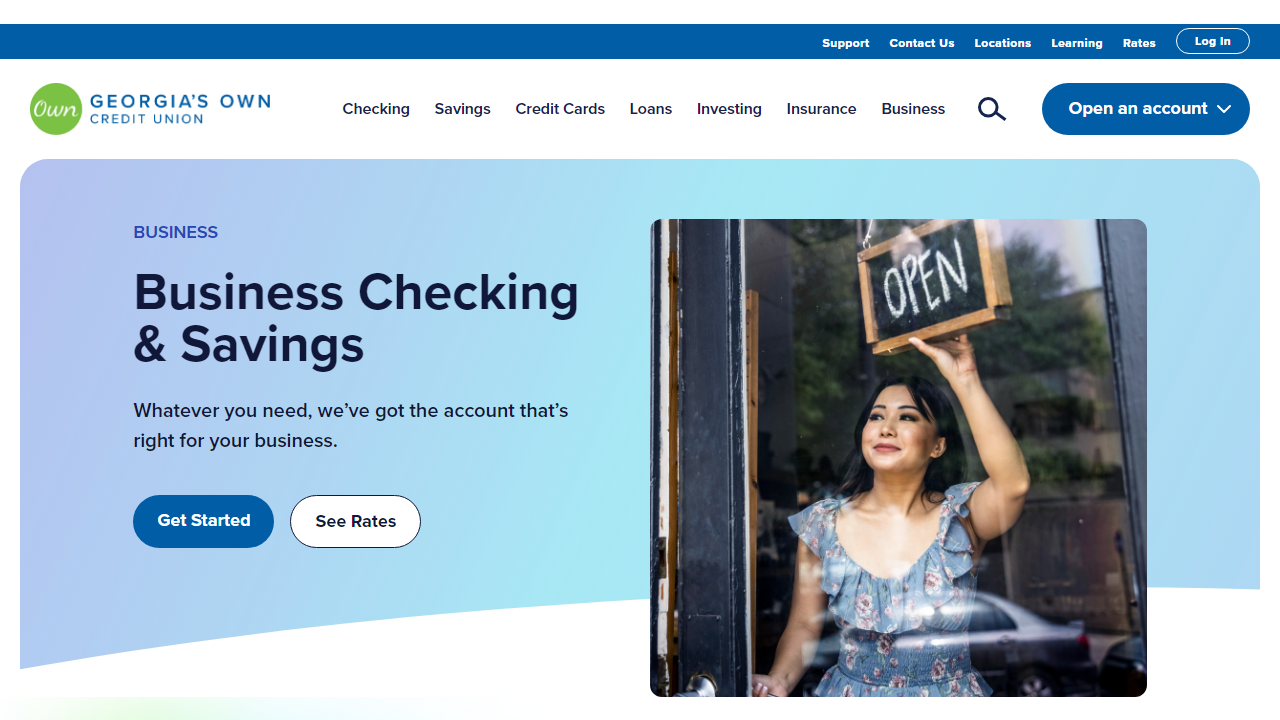 Support Contact Us Locations Learning Rates Log In
Own GEORGIA'S OWN
CREDIT UNION
Checking Savings Credit Cards Loans Investing Insurance Business
Open an account
BUSINESS
Business Checking
& Savings
Whatever you need, we’ve got the account that’s
right for your business.
Get Started See Rates
OPEN